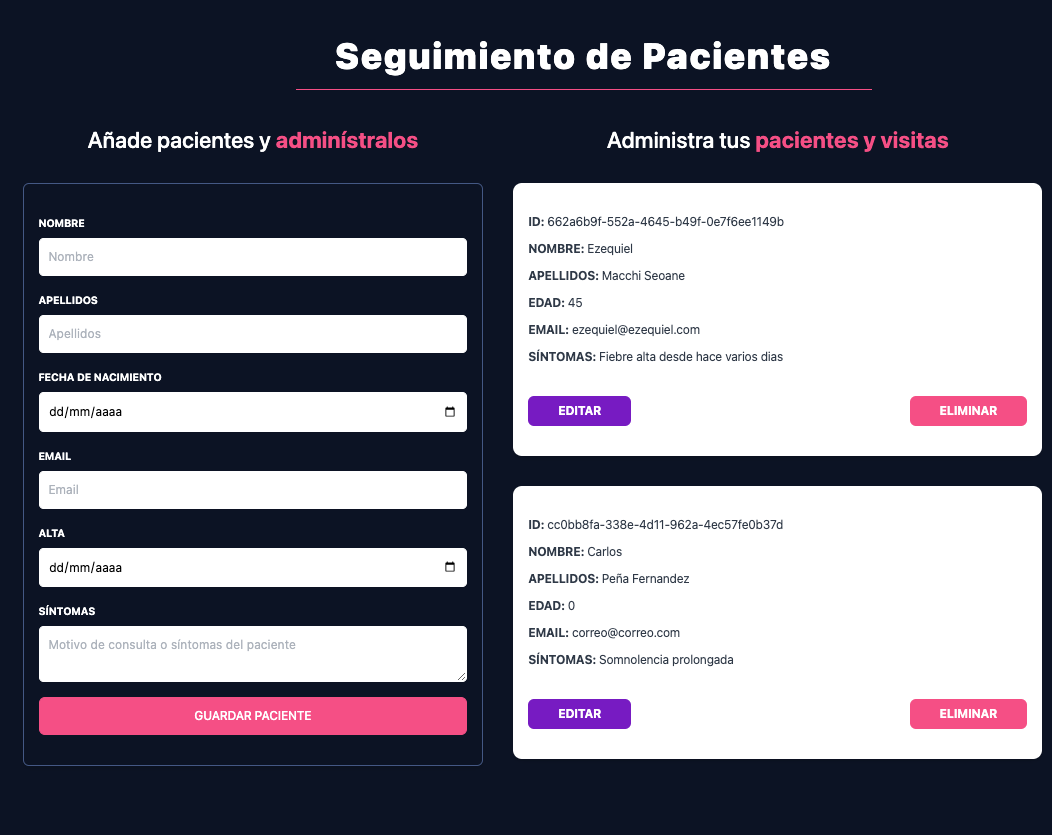 Seguimiento de Pacientes
Añade pacientes y adminístralos
NOMBRE
Nombre
APELLIDOS
Apellidos
FECHA DE NACIMIENTO
dd/mm/aaaa
EMAIL
Email
ALTA
dd/mm/aaaa
SÍNTOMAS
Motivo de consulta o síntomas del paciente
GUARDAR PACIENTE
Administra tus pacientes y visitas
ID: 662a6b9f-552a-4645-b49f-0e7f6ee1149b
NOMBRE: Ezequiel
APELLIDOS: Macchi Seoane
EDAD: 45
EMAIL: ezequiel@ezequiel.com
SÍNTOMAS: Fiebre alta desde hace varios dias
EDITAR
ELIMINAR
ID: cc0bb8fa-338e-4d11-962a-4ec57fe0b37d
NOMBRE: Carlos
APELLIDOS: Peña Fernandez
EDAD: 0
EMAIL: correo@correo.com
SÍNTOMAS: Somnolencia prolongada
EDITAR
ELIMINAR